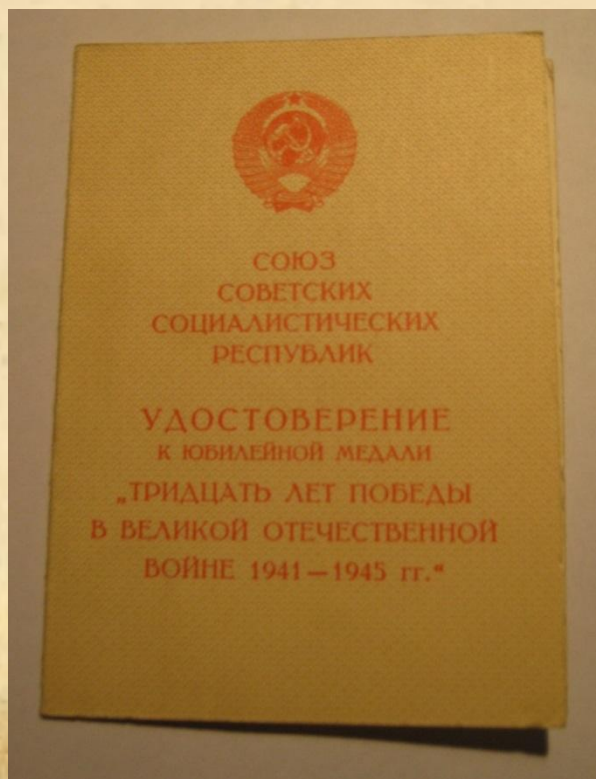 СОЮЗ
СОВЕТСКИХ
СОЦИАЛИСТИЧЕСКИХ
РЕСПУБЛИК
УДОСТОВЕРЕНИЕ
К ЮБИЛЕЙНОЙ МЕДАЛИ
„ТРИДЦАТЬ ЛЕТ ПОБЕДЫ
В ВЕЛИКОЙ ОТЕЧЕСТВЕННОЙ
ВОЙНЕ 1941—1945 гг.“